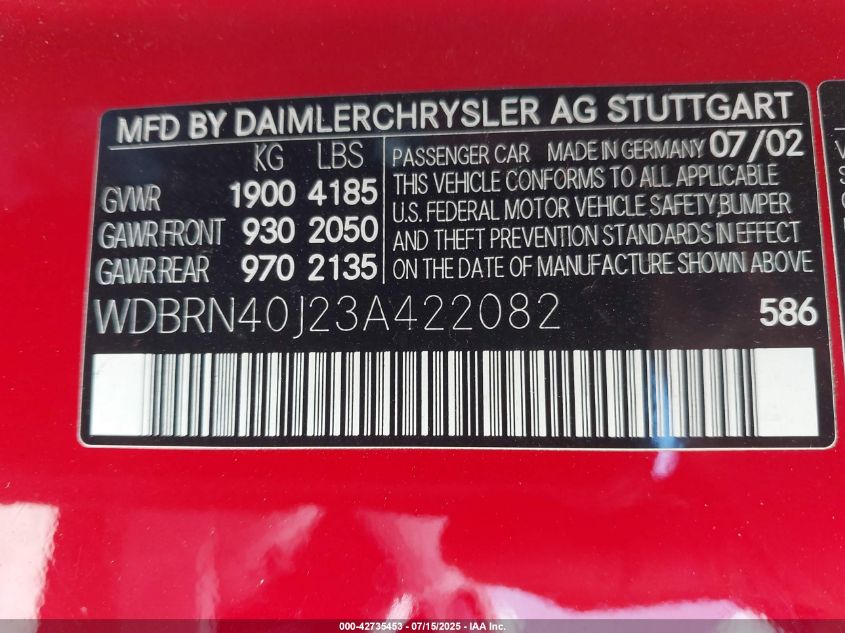 MFD BY DAIMLERCHRYSLER AG STUTTGART
KG LBS
GVWR 1900 4185
GAWR FRONT 930 2050
GAWR REAR 970 2135
PASSENGER CAR MADE IN GERMANY 07/02
THIS VEHICLE CONFORMS TO ALL APPLICABLE
U.S. FEDERAL MOTOR VEHICLE SAFETY,BUMPER
AND THEFT PREVENTION STANDARDS IN EFFECT
ON THE DATE OF MANUFACTURE SHOWN ABOVE
WDBRN40J23A422082 586
000-42735453 - 07/15/2025 - IAA Inc.